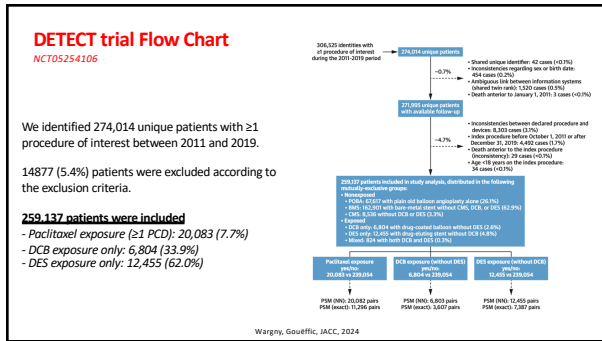 DETECT trial Flow Chart
NCT05254106
We identified 274,014 unique patients with ≥1
procedure of interest between 2011 and 2019.
14877 (5.4%) patients were excluded according to
the exclusion criteria.
259,137 patients were included
- Paclitaxel exposure (≥1 PCD): 20,083 (7.7%)
- DCB exposure only: 6,804 (33.9%)
- DES exposure only: 12,455 (62.0%)
306,525 identities with
≥1 procedure of interest
during the 2011-2019 period
274,014 unique patients
~0.7%
• Shared unique identifier: 42 cases (<0.1%)
• Inconsistencies regarding sex or birth date:
454 cases (0.2%)
• Ambiguous link between information systems
(shared twin rank): 1,520 cases (0.5%)
• Death anterior to January 1, 2011: 3 cases (<0.1%)
271,995 unique patients
with available follow-up
~4.7%
• Inconsistencies between declared procedure and
devices: 8,303 cases (3.1%)
• Index procedure before October 1, 2011 or after
December 31, 2019: 4,492 cases (1.7%)
• Death anterior to the index procedure
(inconsistency): 29 cases (<0.1%)
• Age <18 years on the index procedure:
34 cases (<0.1%)
259,137 patients included in study analysis, distributed in the following
mutually-exclusive groups:
• Nonexposed
• POBA: 67,617 with plain old balloon angioplasty alone (26.1%)
• BMS: 162,901 with bare-metal stent without CMS, DCB, or DES (62.9%)
• CMS: 8,536 without DCB or DES (3.3%)
• Exposed
• DCB only: 6,804 with drug-coated balloon without DES (2.6%)
• DES only: 12,455 with drug-eluting stent without DCB (4.8%)
• Mixed: 824 with both DCB and DES (0.3%)
Paclitaxel exposure
yes/no:
20,083 vs 239,054
DCB exposure (without DES)
yes/no:
6,804 vs 239,054
DES exposure (without DCB)
yes/no:
12,455 vs 239,054
PSM (NN): 20,082 pairs
PSM (exact): 11,296 pairs
PSM (NN): 6,803 pairs
PSM (exact): 3,607 pairs
PSM (NN): 12,455 pairs
PSM (exact): 7,387 pairs
Wargny, Gouëffic, JACC, 2024